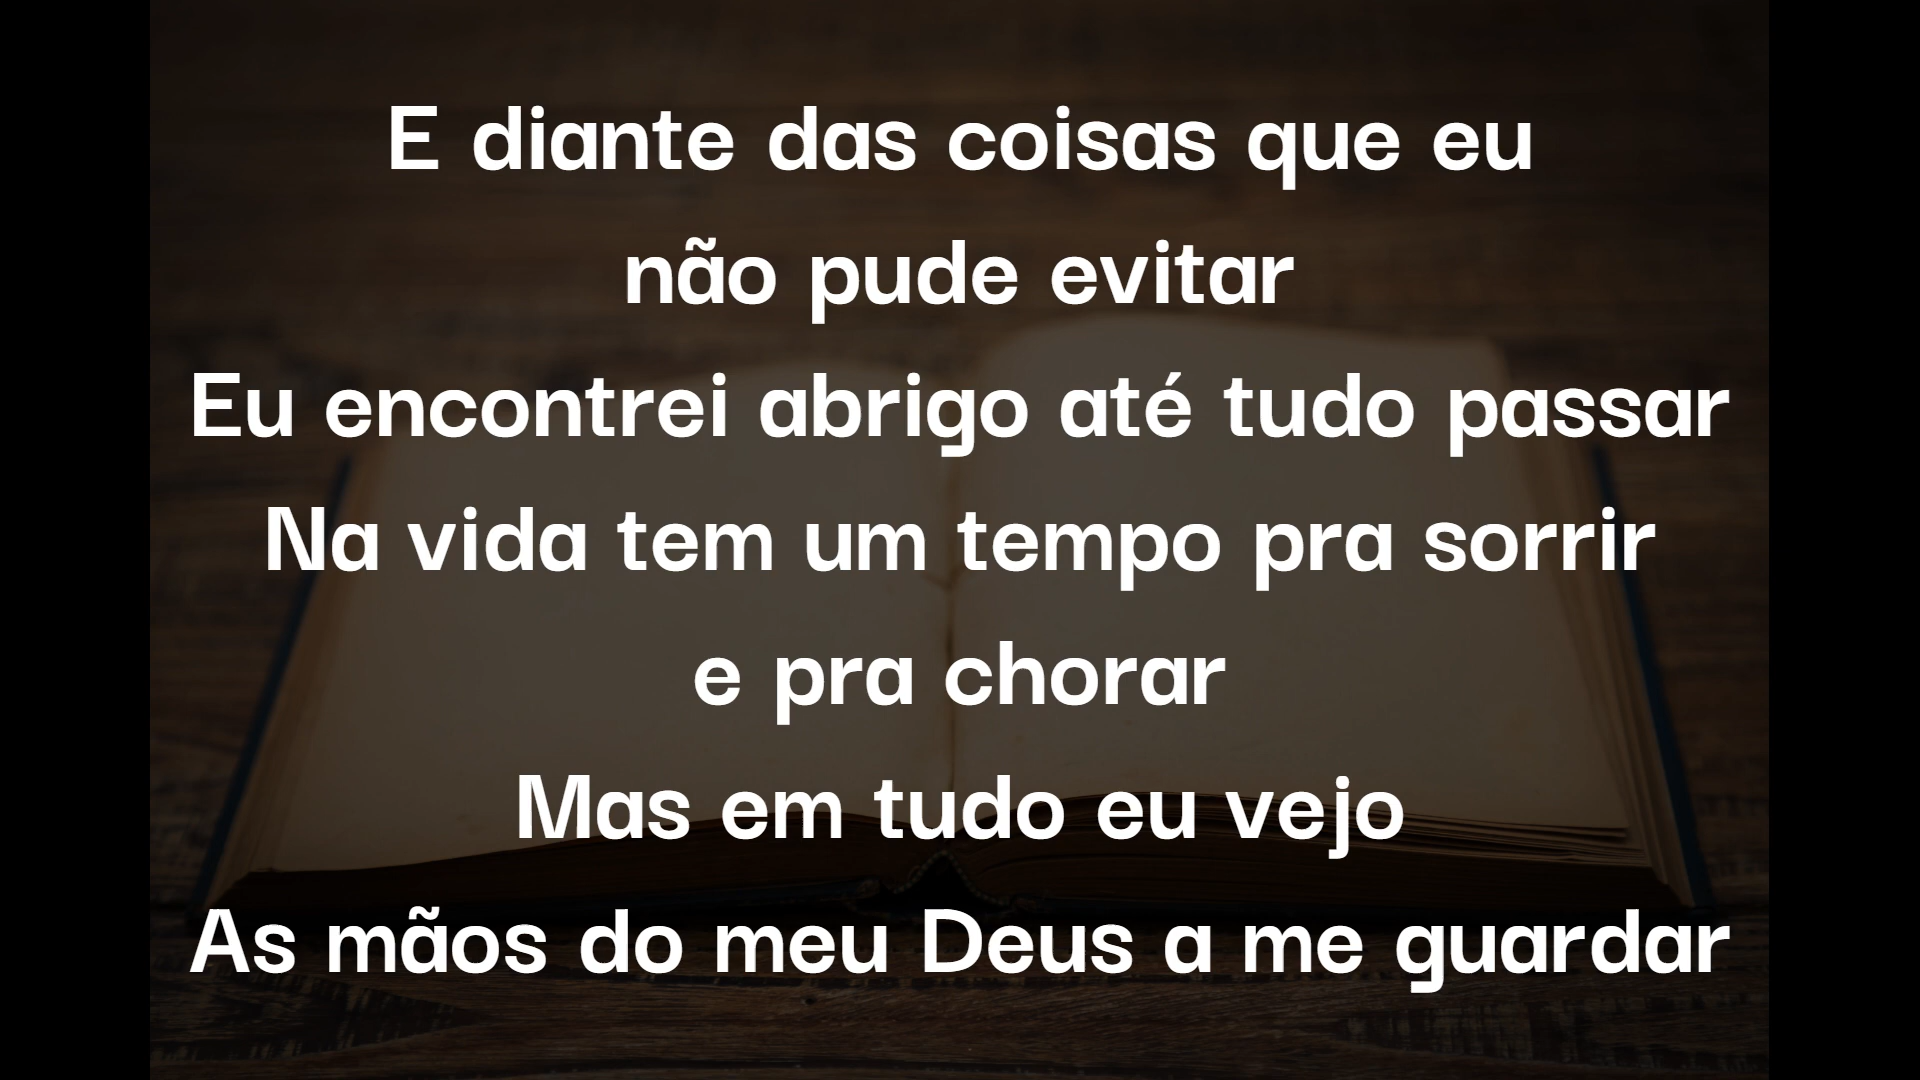 E diante das coisas que eu
não pude evitar
Eu encontrei abrigo até tudo passar
Na vida tem um tempo pra sorrir
e pra chorar
Mas em tudo eu vejo
As mãos do meu Deus a me guardar